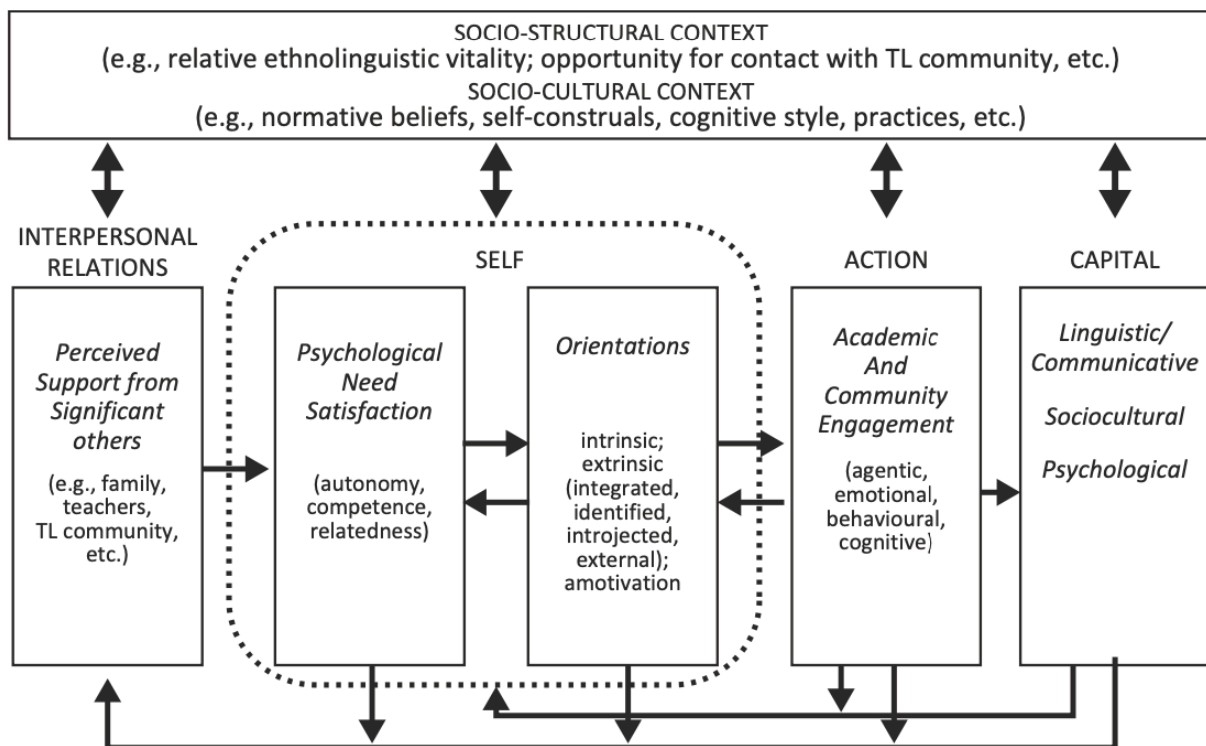 SOCIO-STRUCTURAL CONTEXT
(e.g., relative ethnolinguistic vitality; opportunity for contact with TL community, etc.)
SOCIO-CULTURAL CONTEXT
(e.g., normative beliefs, self-construals, cognitive style, practices, etc.)
INTERPERSONAL
RELATIONS
SELF
ACTION
CAPITAL
Perceived
Support from
Significant
others
(e.g., family,
teachers,
TL community,
etc.)
Psychological
Need
Satisfaction
(autonomy,
competence,
relatedness)
Orientations
intrinsic;
extrinsic
(integrated,
identified,
introjected,
external);
amotivation
Academic
And
Community
Engagement
(agentic,
emotional,
behavioural,
cognitive)
Linguistic/
Communicative
Sociocultural
Psychological